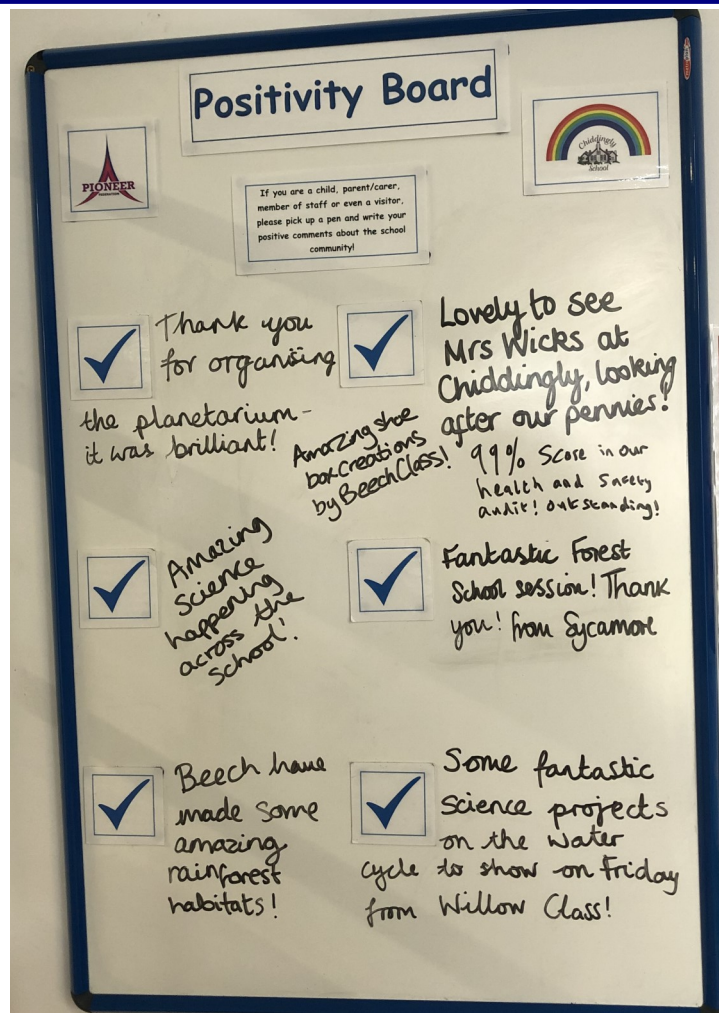 Positivity Board
PIONEER
Chiddingly
School
If you are a child, parent/carer,
member of staff or even a visitor,
please pick up a pen and write your
positive comments about the school
community!
Thank you
for organising
the planetarium -
it was brilliant!
Lovely to see
Mrs Wicks at
Chiddingly, looking
after our pennies!
Amazing shoe
box creations
by Beech Class!
99% Score in our
health and Safety
audit! Outstanding!
Amazing
Science
happening
across the
school!
Fantastic Forest
School session! Thank
you! from Sycamore
Beech have
made some
amazing
rainforest
habitats!
Some fantastic
Science projects
on the water
cycle to show on Friday
from Willow Class!